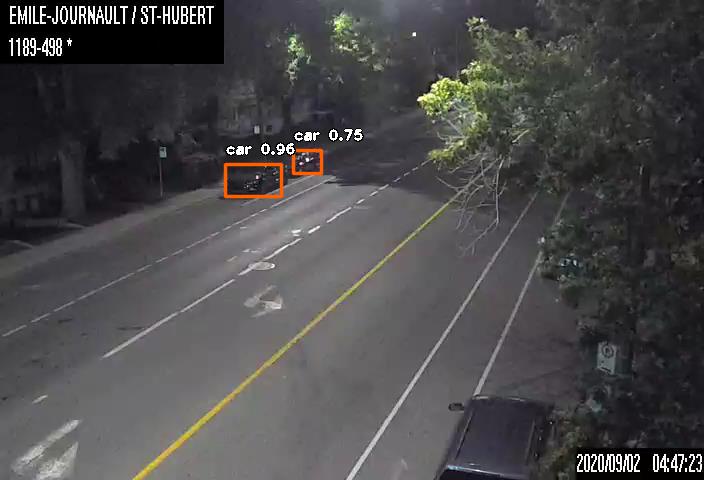 EMILE-JOURNAULT / ST-HUBERT
1189-498 *
car 0.96
car 0.75
2020/09/02 04:47:23